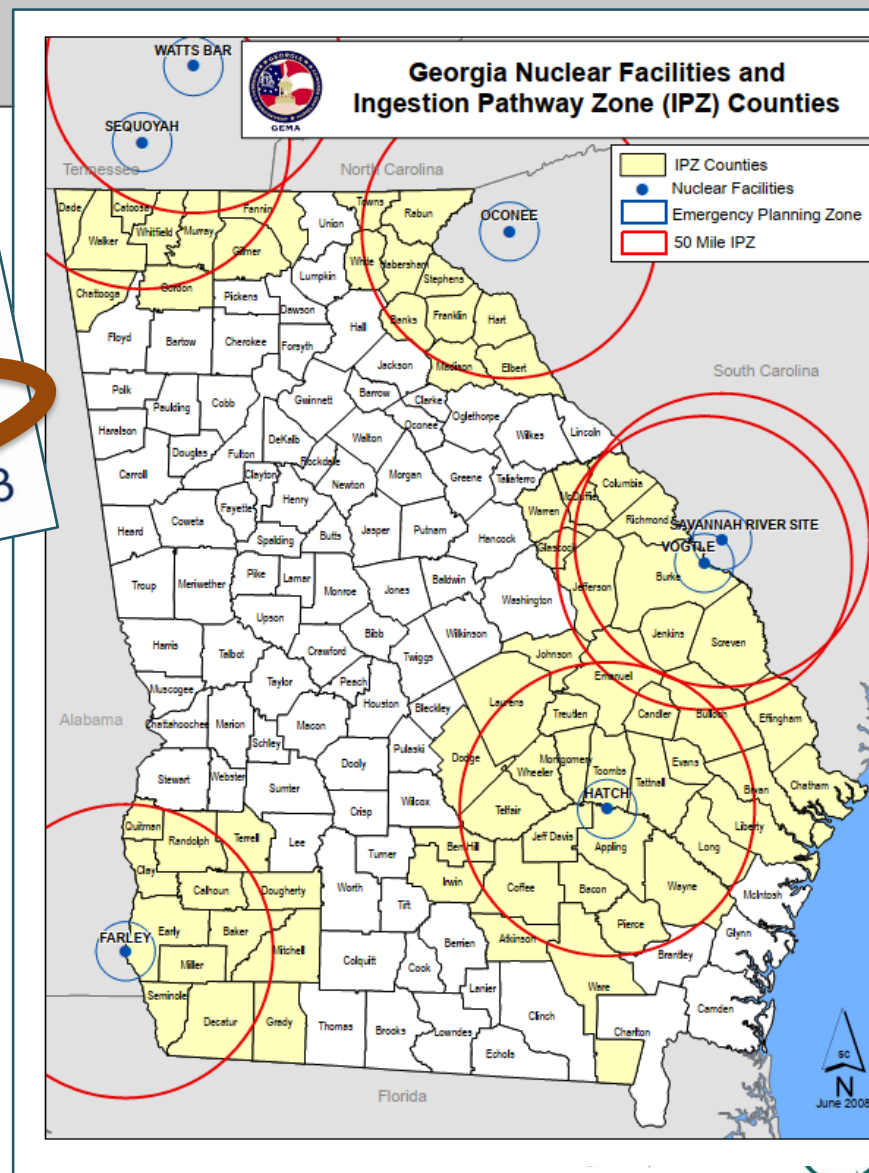 WATTS BAR
GEMA
Georgia Nuclear Facilities and
Ingestion Pathway Zone (IPZ) Counties
SEQUOYAH
Tennessee
North Carolina
IPZ Counties
Nuclear Facilities
Emergency Planning Zone
50 Mile IPZ
OCONEE
Dade
Catoosa
Fannin
Towns
Rabun
Union
Walker
Whitfield
Murray
Gilmer
White
Habersham
Lumpkin
Stephens
Chattooga
Gordon
Pickens
Dawson
Banks
Franklin
Hart
Floyd
Bartow
Cherokee
Forsyth
Hall
Jackson
Madison
Elbert
South Carolina
Polk
Paulding
Cobb
Gwinnett
Barrow
Clarke
Oconee
Oglethorpe
Wilkes
Lincoln
Haralson
Douglas
Fulton
DeKalb
Walton
Carroll
Clayton
Rockdale
Newton
Morgan
Greene
Taliaferro
McDuffie
Columbia
Warren
Richmond
Heard
Coweta
Fayette
Henry
Spalding
Butts
Jasper
Putnam
Hancock
Glascock
SAVANNAH RIVER SITE
VOGTLE
Burke
Troup
Meriwether
Pike
Lamar
Monroe
Jones
Baldwin
Washington
Jefferson
Upson
Harris
Talbot
Crawford
Bibb
Wilkinson
Jenkins
Screven
Twiggs
Johnson
Muscogee
Taylor
Peach
Houston
Bleckley
Laurens
Emanuel
Alabama
Chattahoochee
Marion
Macon
Schley
Treutlen
Candler
Bulloch
Effingham
Stewart
Webster
Sumter
Dooly
Pulaski
Dodge
Wheeler
Montgomery
Toombs
Tattnall
Evans
Bryan
Chatham
Crisp
Wilcox
Telfair
HATCH
Liberty
Long
Quitman
Randolph
Terrell
Lee
Turner
Ben Hill
Jeff Davis
Appling
Clay
Calhoun
Dougherty
Worth
Tift
Irwin
Coffee
Bacon
Wayne
McIntosh
FARLEY
Early
Baker
Mitchell
Miller
Colquitt
Cook
Berrien
Atkinson
Pierce
Brantley
Glynn
Seminole
Decatur
Grady
Thomas
Brooks
Lowndes
Lanier
Clinch
Echols
Ware
Charlton
Camden
Florida
SC
N
June 2008